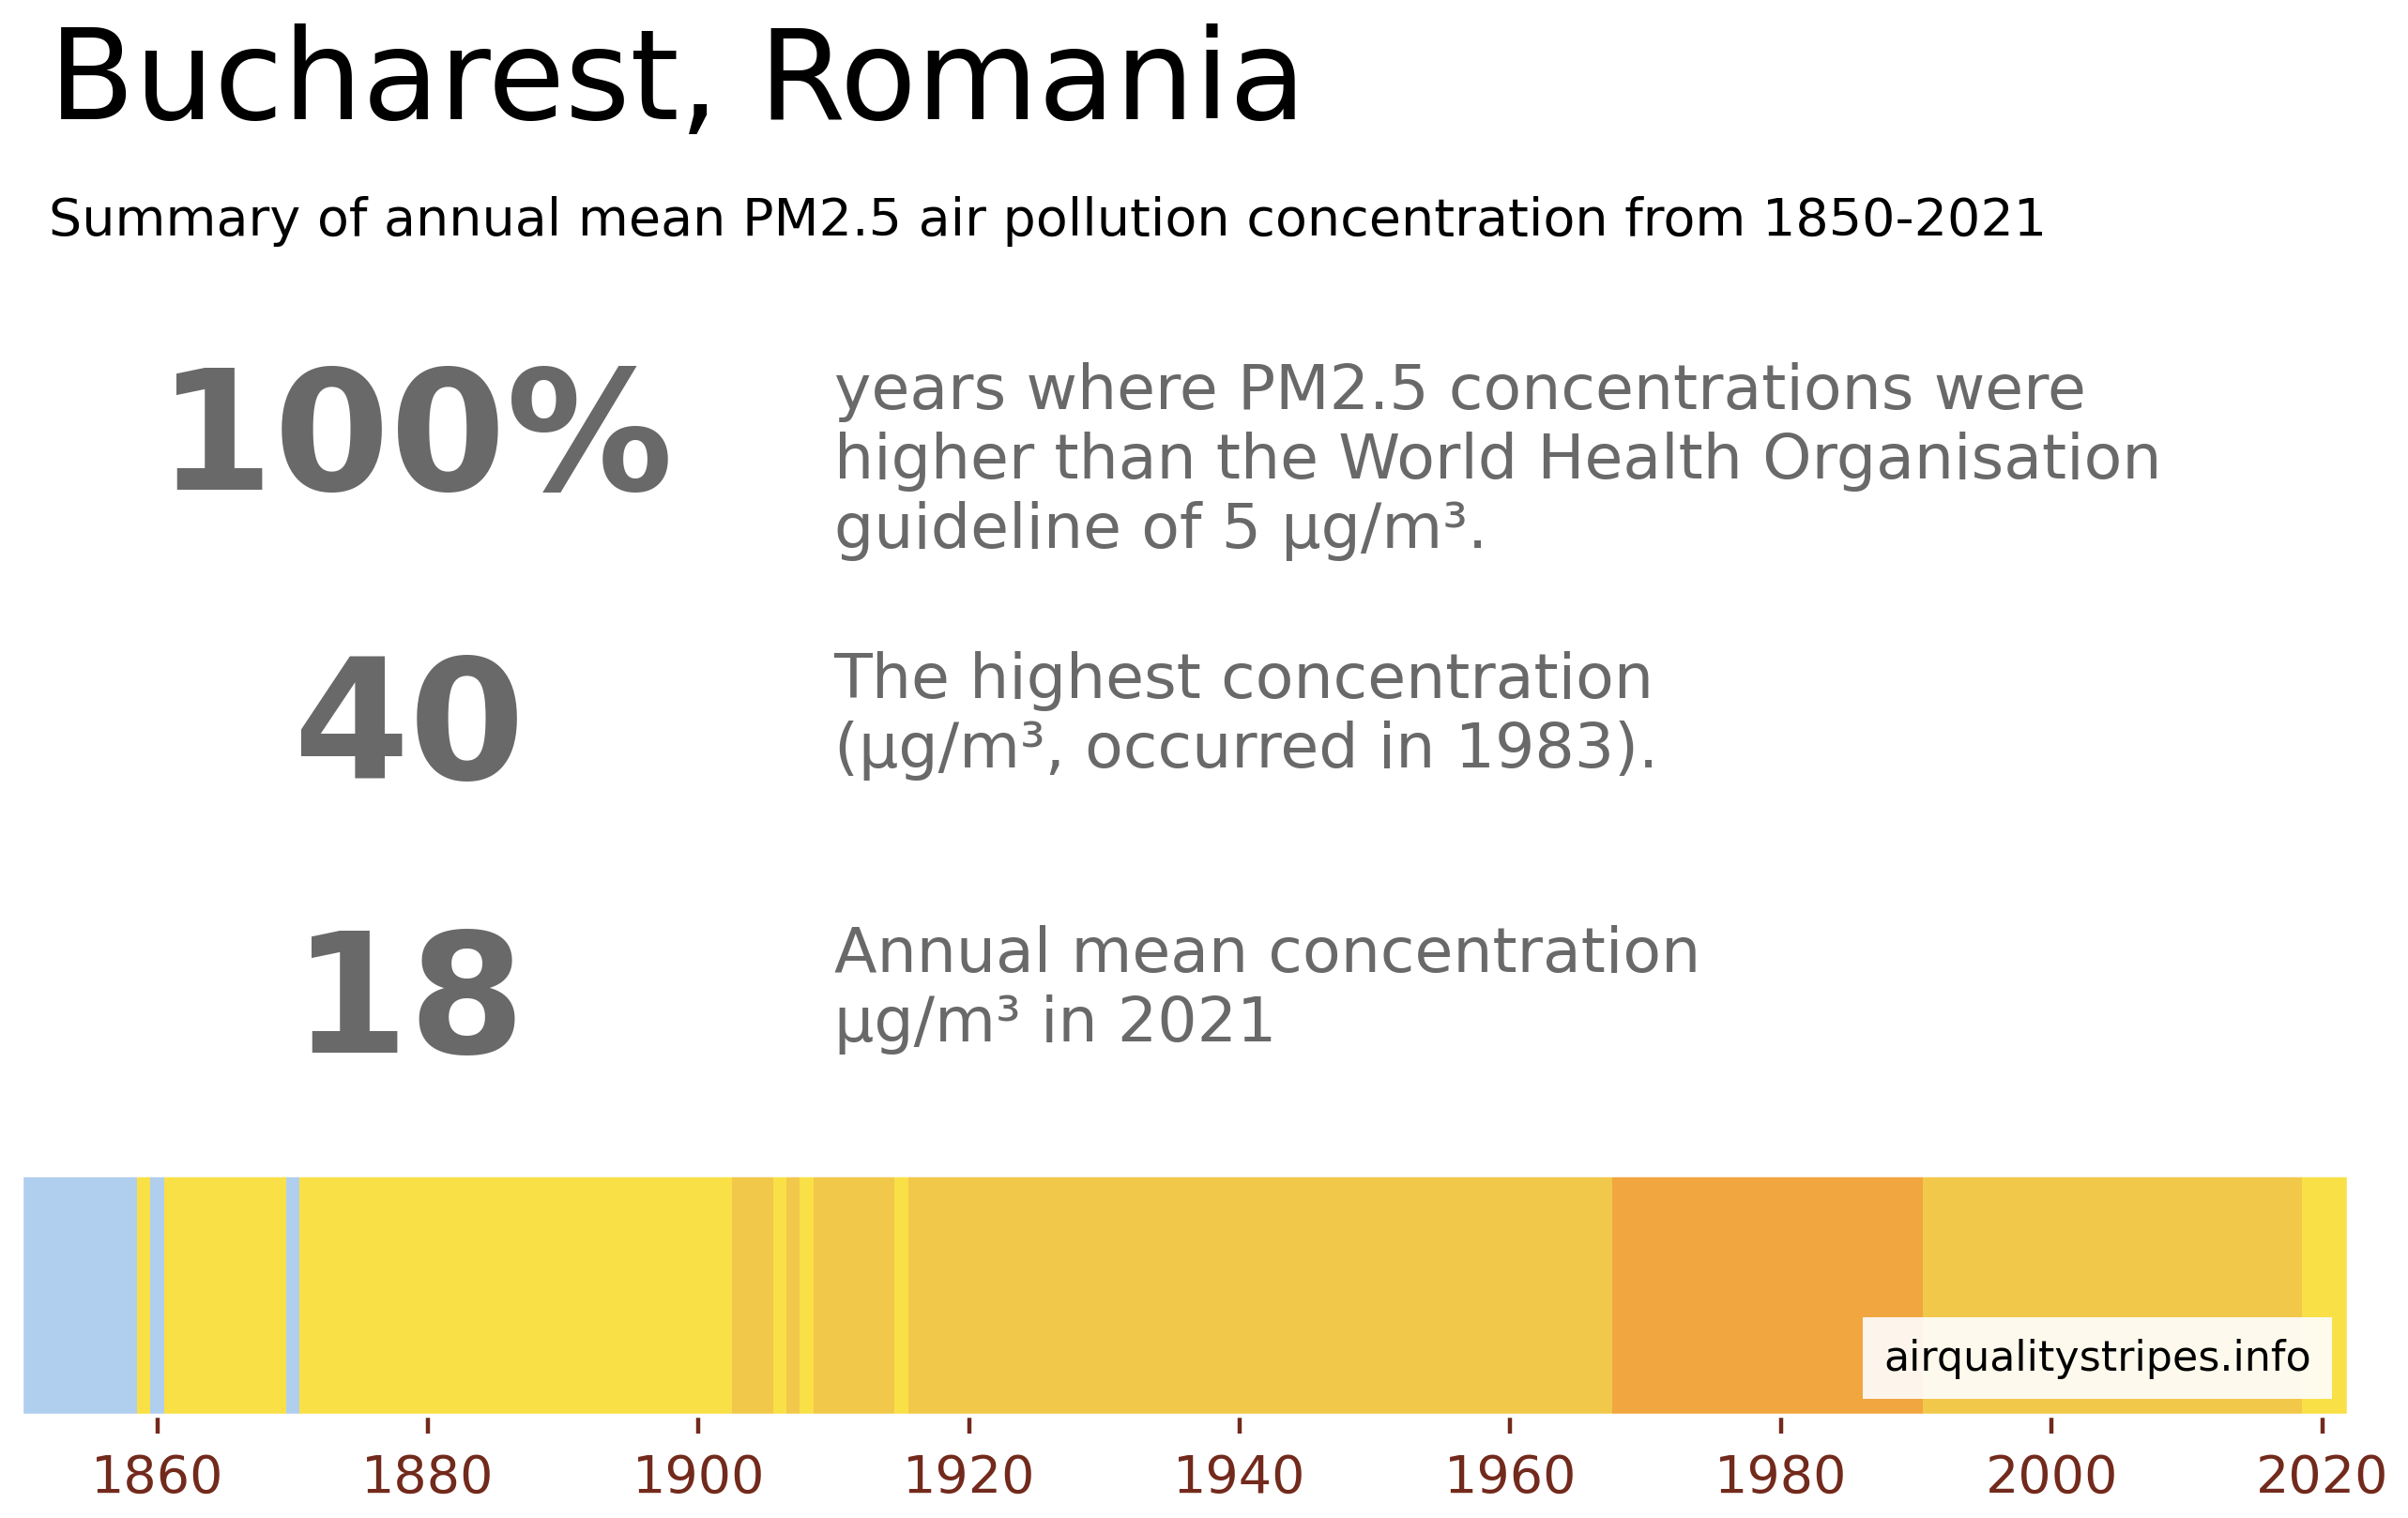 Bucharest, Romania
Summary of annual mean PM2.5 air pollution concentration from 1850-2021
100%
years where PM2.5 concentrations were
higher than the World Health Organisation
guideline of 5 µg/m³.
40
The highest concentration
(µg/m³, occurred in 1983).
18
Annual mean concentration
µg/m³ in 2021
airqualitystripes.info
1860 1880 1900 1920 1940 1960 1980 2000 2020